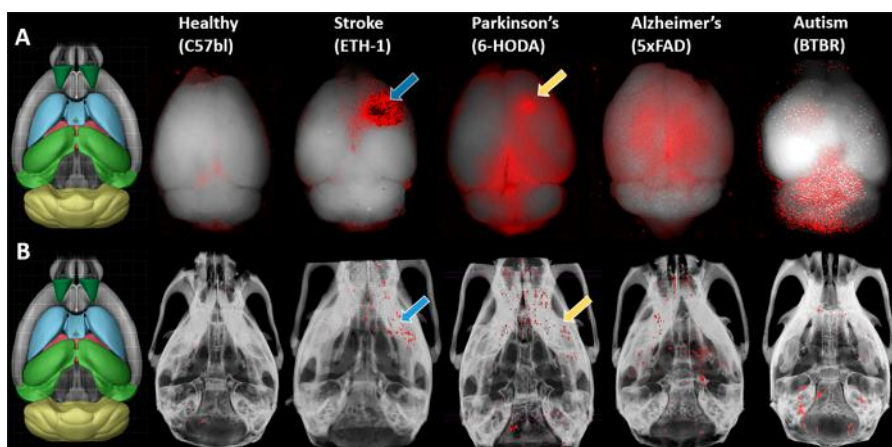 A
Healthy
(C57bl)
Stroke
(ETH-1)
Parkinson's
(6-HODA)
Alzheimer's
(5xFAD)
Autism
(BTBR)
B